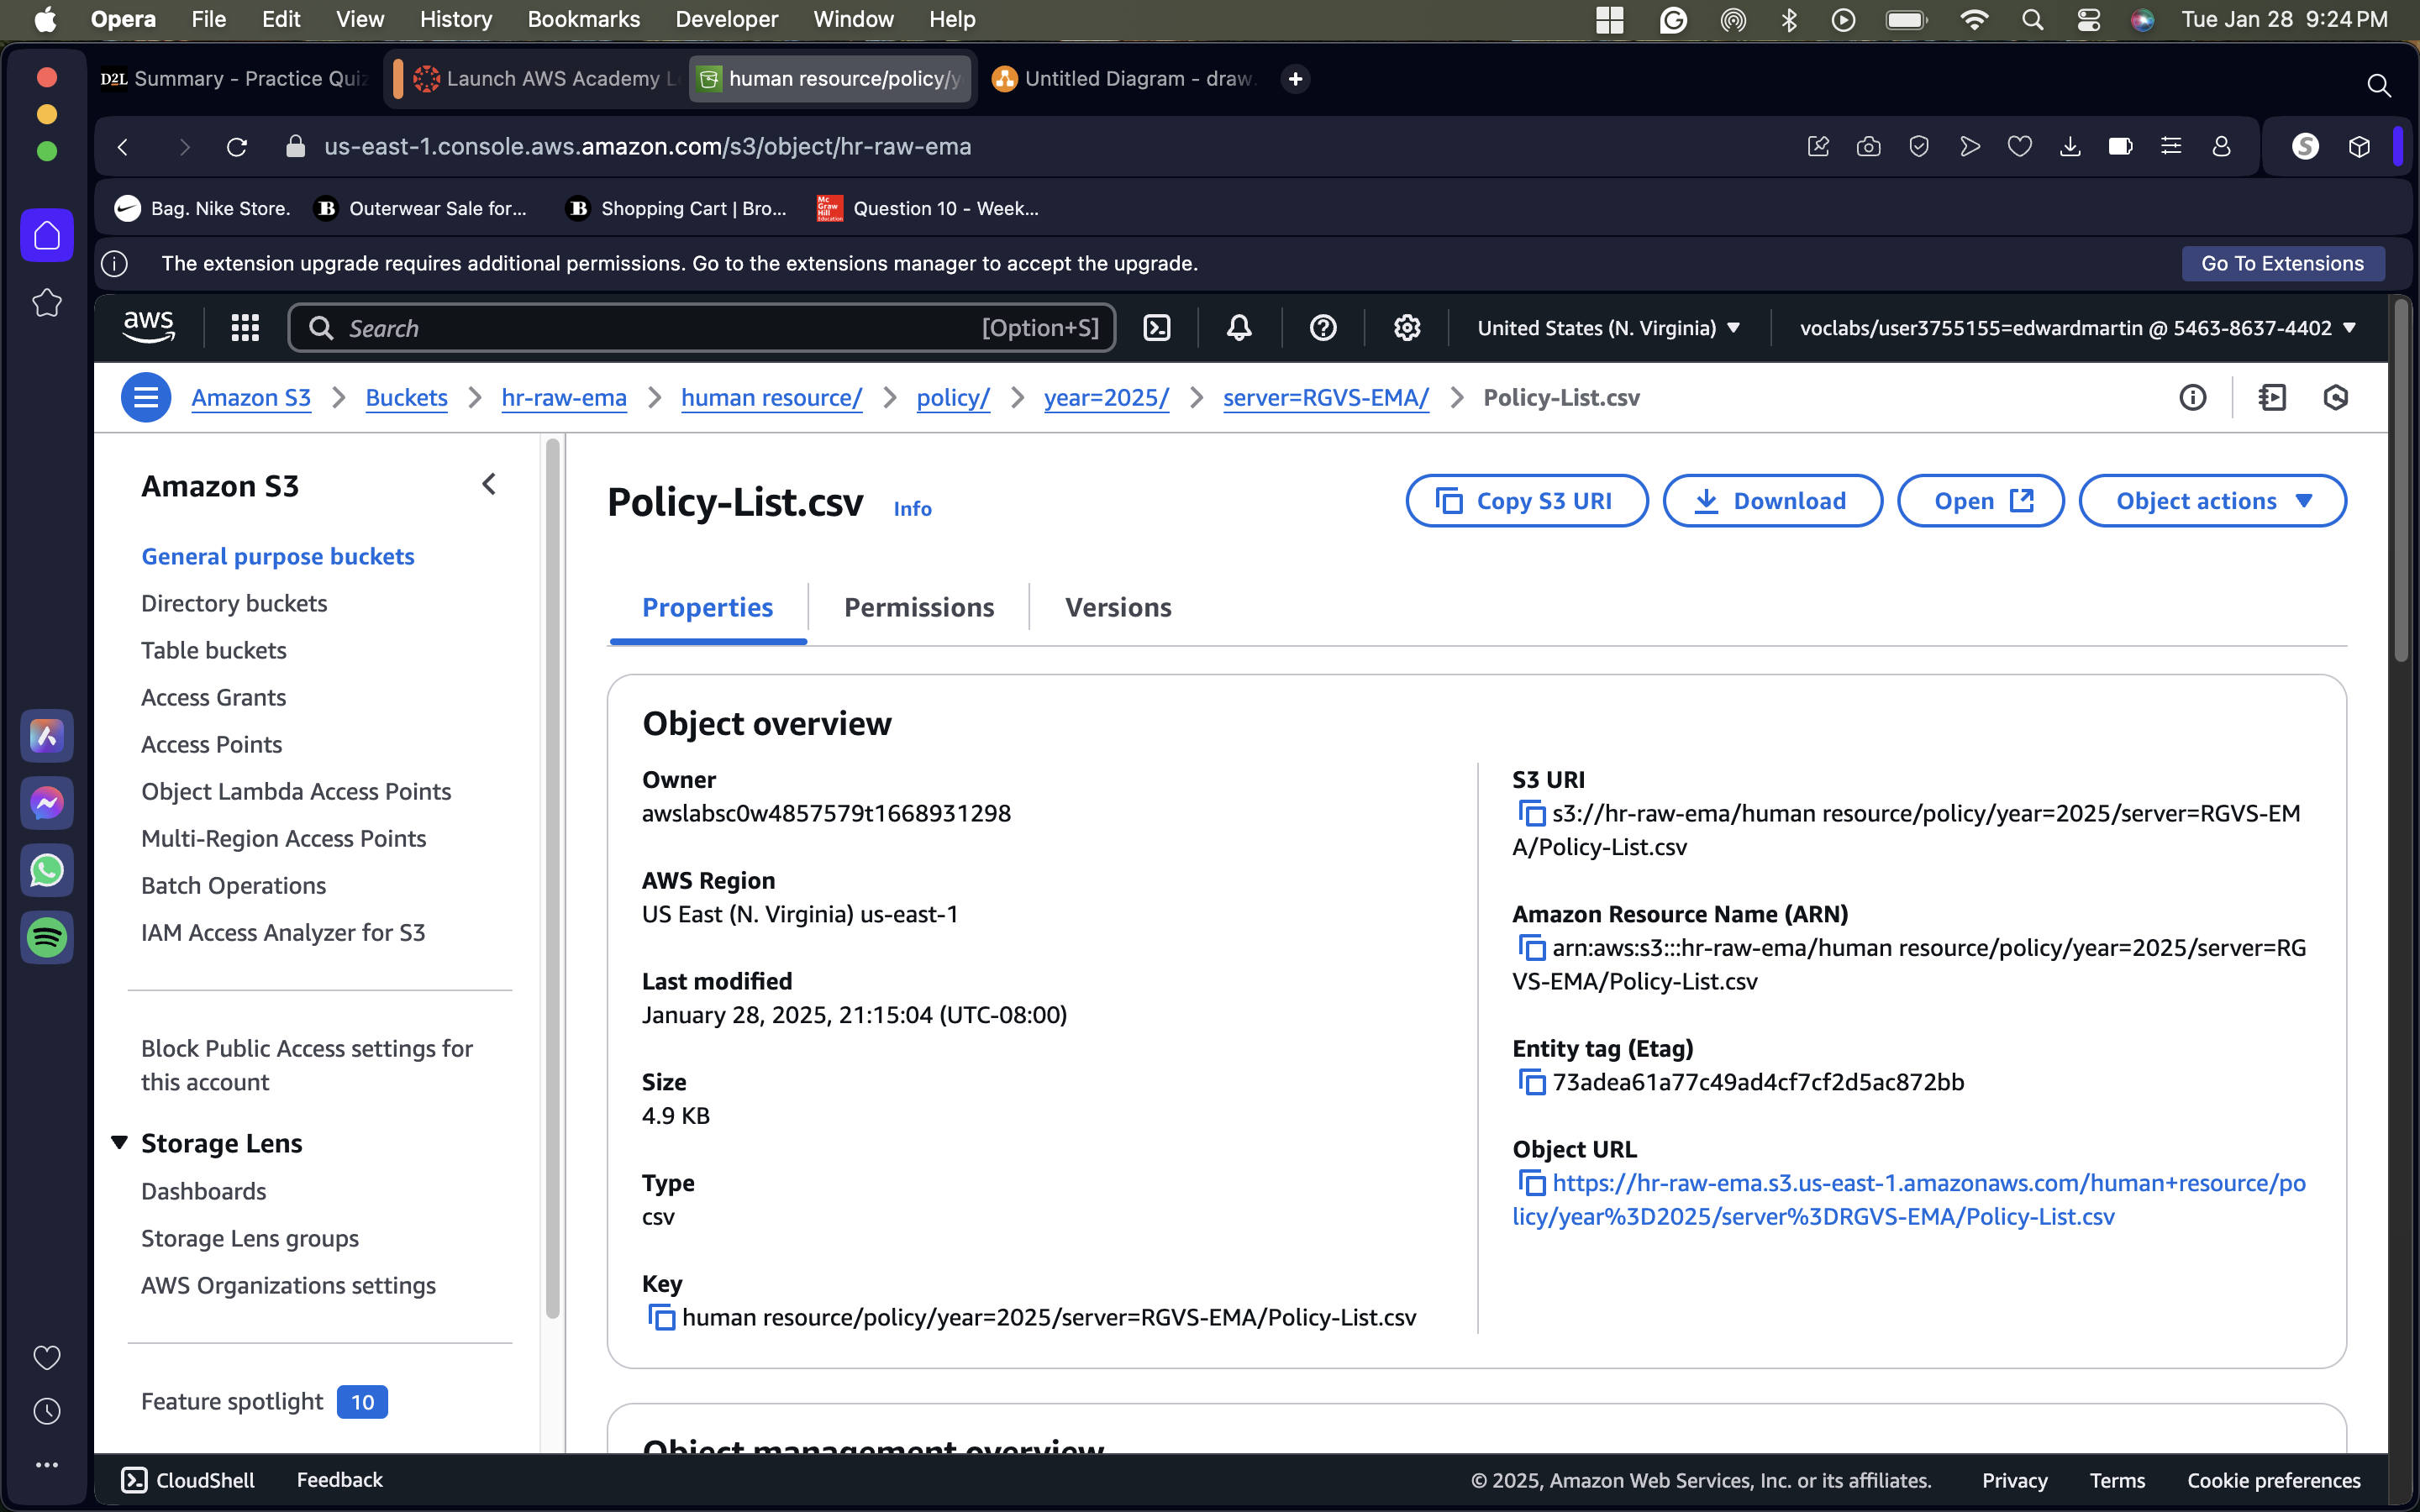 Opera File Edit View History Bookmarks Developer Window Help
Tue Jan 28 9:24 PM
D2L Summary - Practice Quiz
Launch AWS Academy L
human resource/policy/y
Untitled Diagram - draw.
us-east-1.console.aws.amazon.com/s3/object/hr-raw-ema
Bag. Nike Store.
B Outerwear Sale for...
B Shopping Cart | Bro...
Mc Graw Hill Education Question 10 - Week...
The extension upgrade requires additional permissions. Go to the extensions manager to accept the upgrade.
Go To Extensions
aws
Search [Option+S]
United States (N. Virginia)
voclabs/user3755155=edwardmartin @ 5463-8637-4402
Amazon S3 Buckets hr-raw-ema human resource/ policy/ year=2025/ server=RGVS-EMA/ Policy-List.csv
Amazon S3
General purpose buckets
Directory buckets
Table buckets
Access Grants
Access Points
Object Lambda Access Points
Multi-Region Access Points
Batch Operations
IAM Access Analyzer for S3
Block Public Access settings for
this account
Storage Lens
Dashboards
Storage Lens groups
AWS Organizations settings
Feature spotlight 10
Policy-List.csv Info
Copy S3 URI
Download
Open
Object actions
Properties
Permissions
Versions
Object overview
Owner
awslabsc0w4857579t1668931298
AWS Region
US East (N. Virginia) us-east-1
Last modified
January 28, 2025, 21:15:04 (UTC-08:00)
Size
4.9 KB
Type
csv
Key
human resource/policy/year=2025/server=RGVS-EMA/Policy-List.csv
S3 URI
s3://hr-raw-ema/human resource/policy/year=2025/server=RGVS-EM
A/Policy-List.csv
Amazon Resource Name (ARN)
arn:aws:s3:::hr-raw-ema/human resource/policy/year=2025/server=RG
VS-EMA/Policy-List.csv
Entity tag (Etag)
73adea61a77c49ad4cf7cf2d5ac872bb
Object URL
https://hr-raw-ema.s3.us-east-1.amazonaws.com/human+resource/po
licy/year%3D2025/server%3DRGVS-EMA/Policy-List.csv
Object management overview
CloudShell
Feedback
© 2025, Amazon Web Services, Inc. or its affiliates.
Privacy
Terms
Cookie preferences